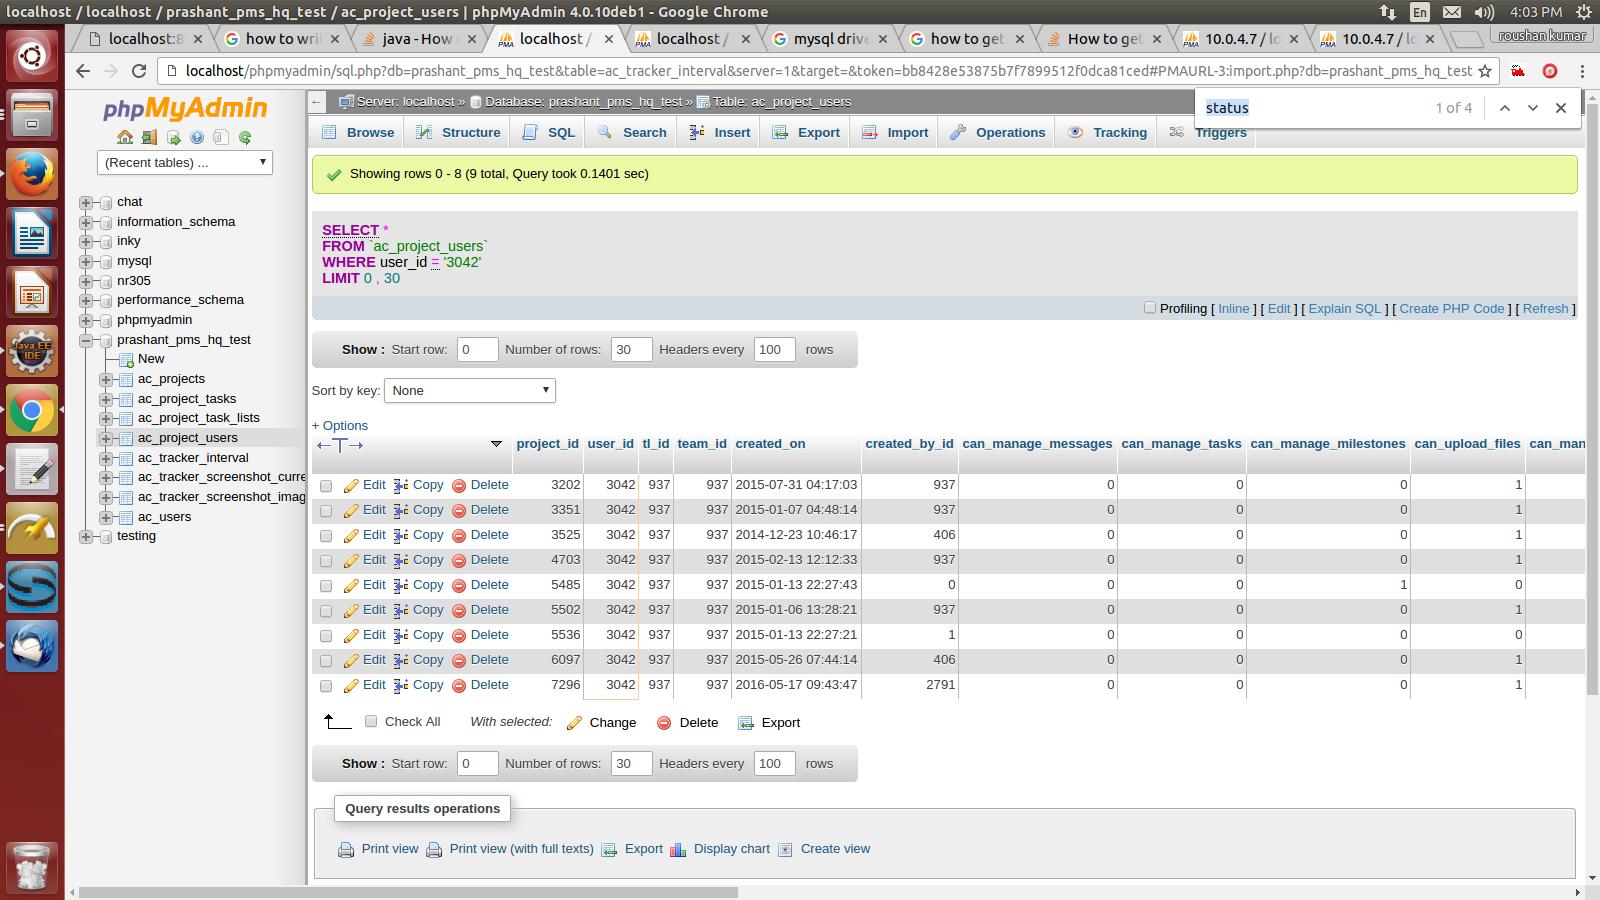 localhost / localhost / prashant_pms_hq_test / ac_project_users | phpMyAdmin 4.0.10deb1 - Google Chrome
En
4:03 PM
localhost:8
how to wri
java - How
localhost /
localhost /
mysql drive
how to get
How to get
10.0.4.7 / lo
10.0.4.7 / lo
roushan kumar
localhost/phpmyadmin/sql.php?db=prashant_pms_hq_test&table=ac_tracker_interval&server=1&target=&token=bb8428e53875b7f7899512f0dca81ced#PMAURL-3:import.php?db=prashant_pms_hq_test
status 1 of 4
phpMyAdmin
(Recent tables) ...
chat
information_schema
inky
mysql
nr305
performance_schema
phpmyadmin
prashant_pms_hq_test
New
ac_projects
ac_project_tasks
ac_project_task_lists
ac_project_users
ac_tracker_interval
ac_tracker_screenshot_curre
ac_tracker_screenshot_imag
ac_users
testing
Server: localhost » Database: prashant_pms_hq_test » Table: ac_project_users
Browse Structure SQL Search Insert Export Import Operations Tracking Triggers
Showing rows 0 - 8 (9 total, Query took 0.1401 sec)
SELECT *
FROM `ac_project_users`
WHERE user_id = '3042'
LIMIT 0 , 30
Profiling [ Inline ] [ Edit ] [ Explain SQL ] [ Create PHP Code ] [ Refresh ]
Show : Start row: 0 Number of rows: 30 Headers every 100 rows
Sort by key: None
+ Options
project_id user_id tl_id team_id created_on created_by_id can_manage_messages can_manage_tasks can_manage_milestones can_upload_files can_man
Edit Copy Delete 3202 3042 937 937 2015-07-31 04:17:03 937 0 0 0 1
Edit Copy Delete 3351 3042 937 937 2015-01-07 04:48:14 937 0 0 0 1
Edit Copy Delete 3525 3042 937 937 2014-12-23 10:46:17 406 0 0 0 1
Edit Copy Delete 4703 3042 937 937 2015-02-13 12:12:33 937 0 0 0 1
Edit Copy Delete 5485 3042 937 937 2015-01-13 22:27:43 0 0 0 1 0
Edit Copy Delete 5502 3042 937 937 2015-01-06 13:28:21 937 0 0 0 1
Edit Copy Delete 5536 3042 937 937 2015-01-13 22:27:21 1 0 0 0 0
Edit Copy Delete 6097 3042 937 937 2015-05-26 07:44:14 406 0 0 0 1
Edit Copy Delete 7296 3042 937 937 2016-05-17 09:43:47 2791 0 0 0 1
Check All With selected: Change Delete Export
Show : Start row: 0 Number of rows: 30 Headers every 100 rows
Query results operations
Print view Print view (with full texts) Export Display chart Create view
Java EE
IDE